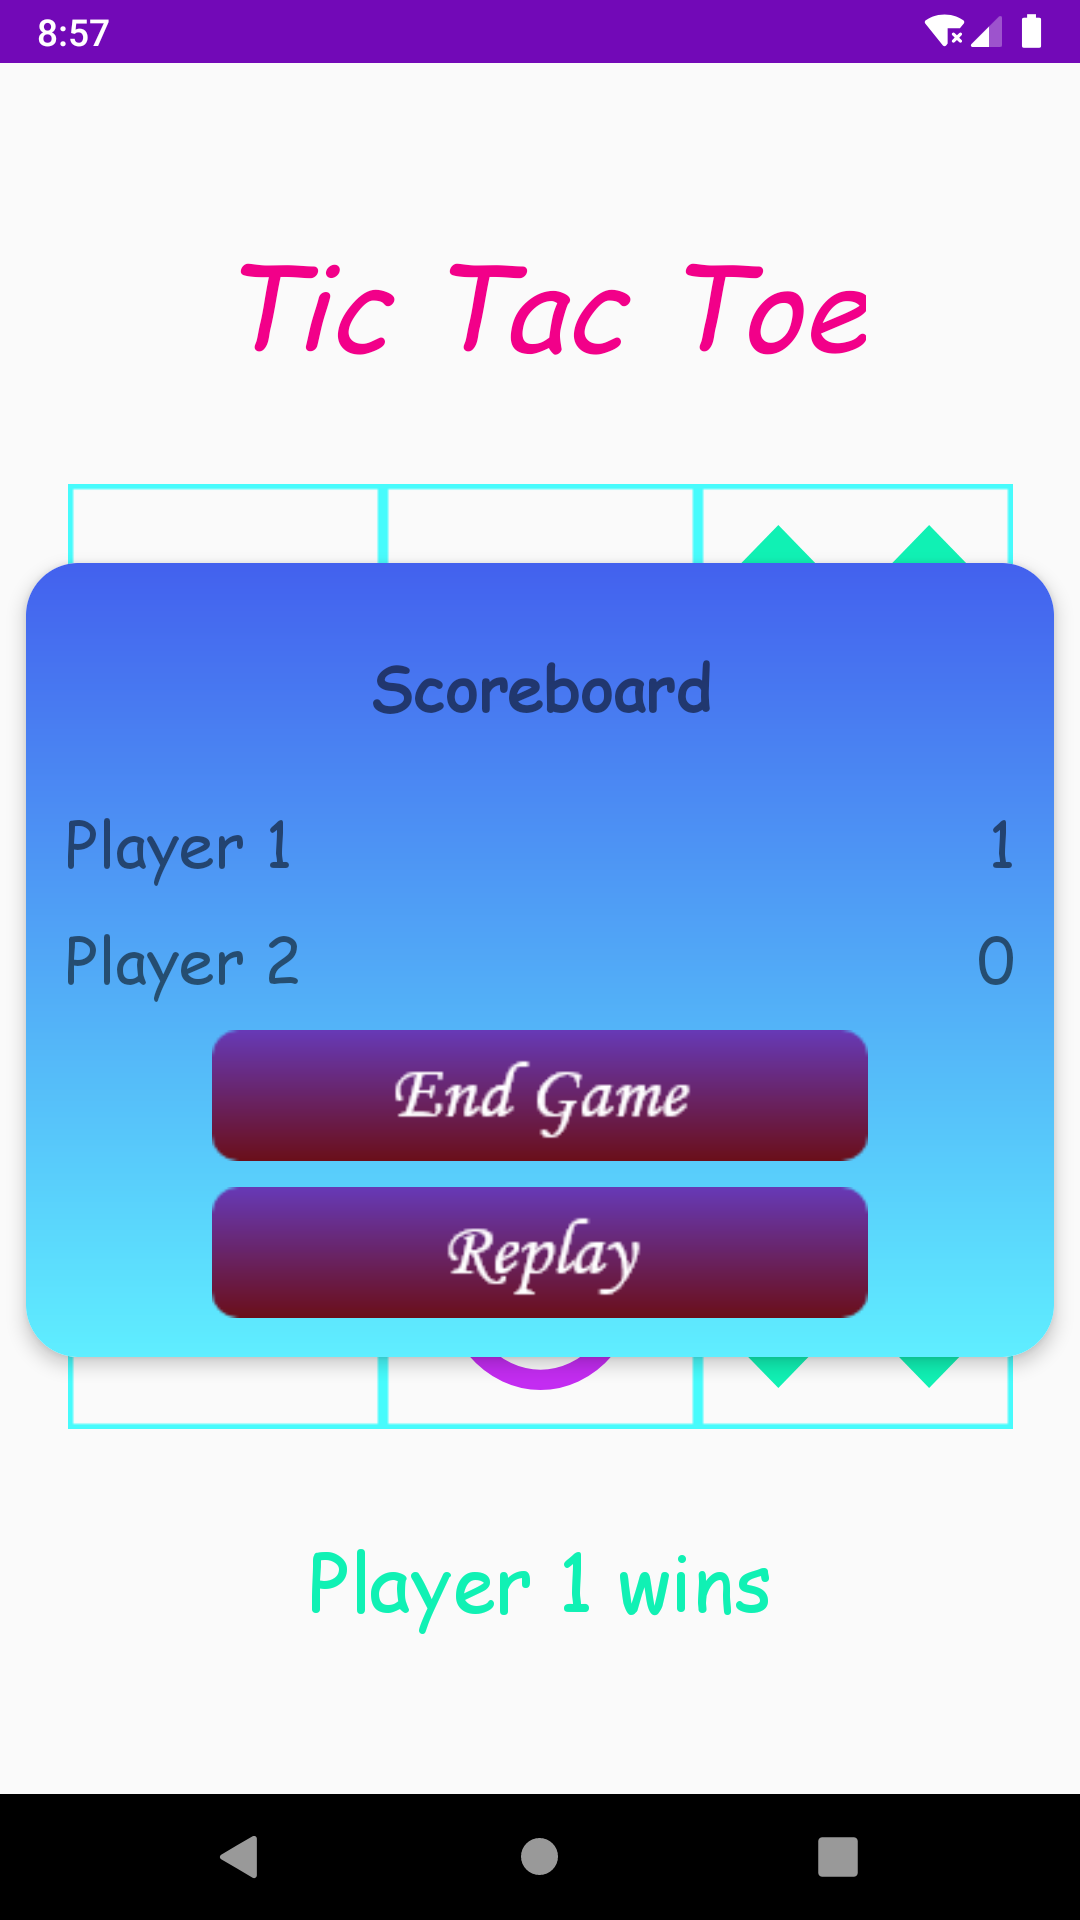 8:57
Tic Tac Toe
Scoreboard
Player 1 1
Player 2 0
End Game
Replay
Player 1 wins